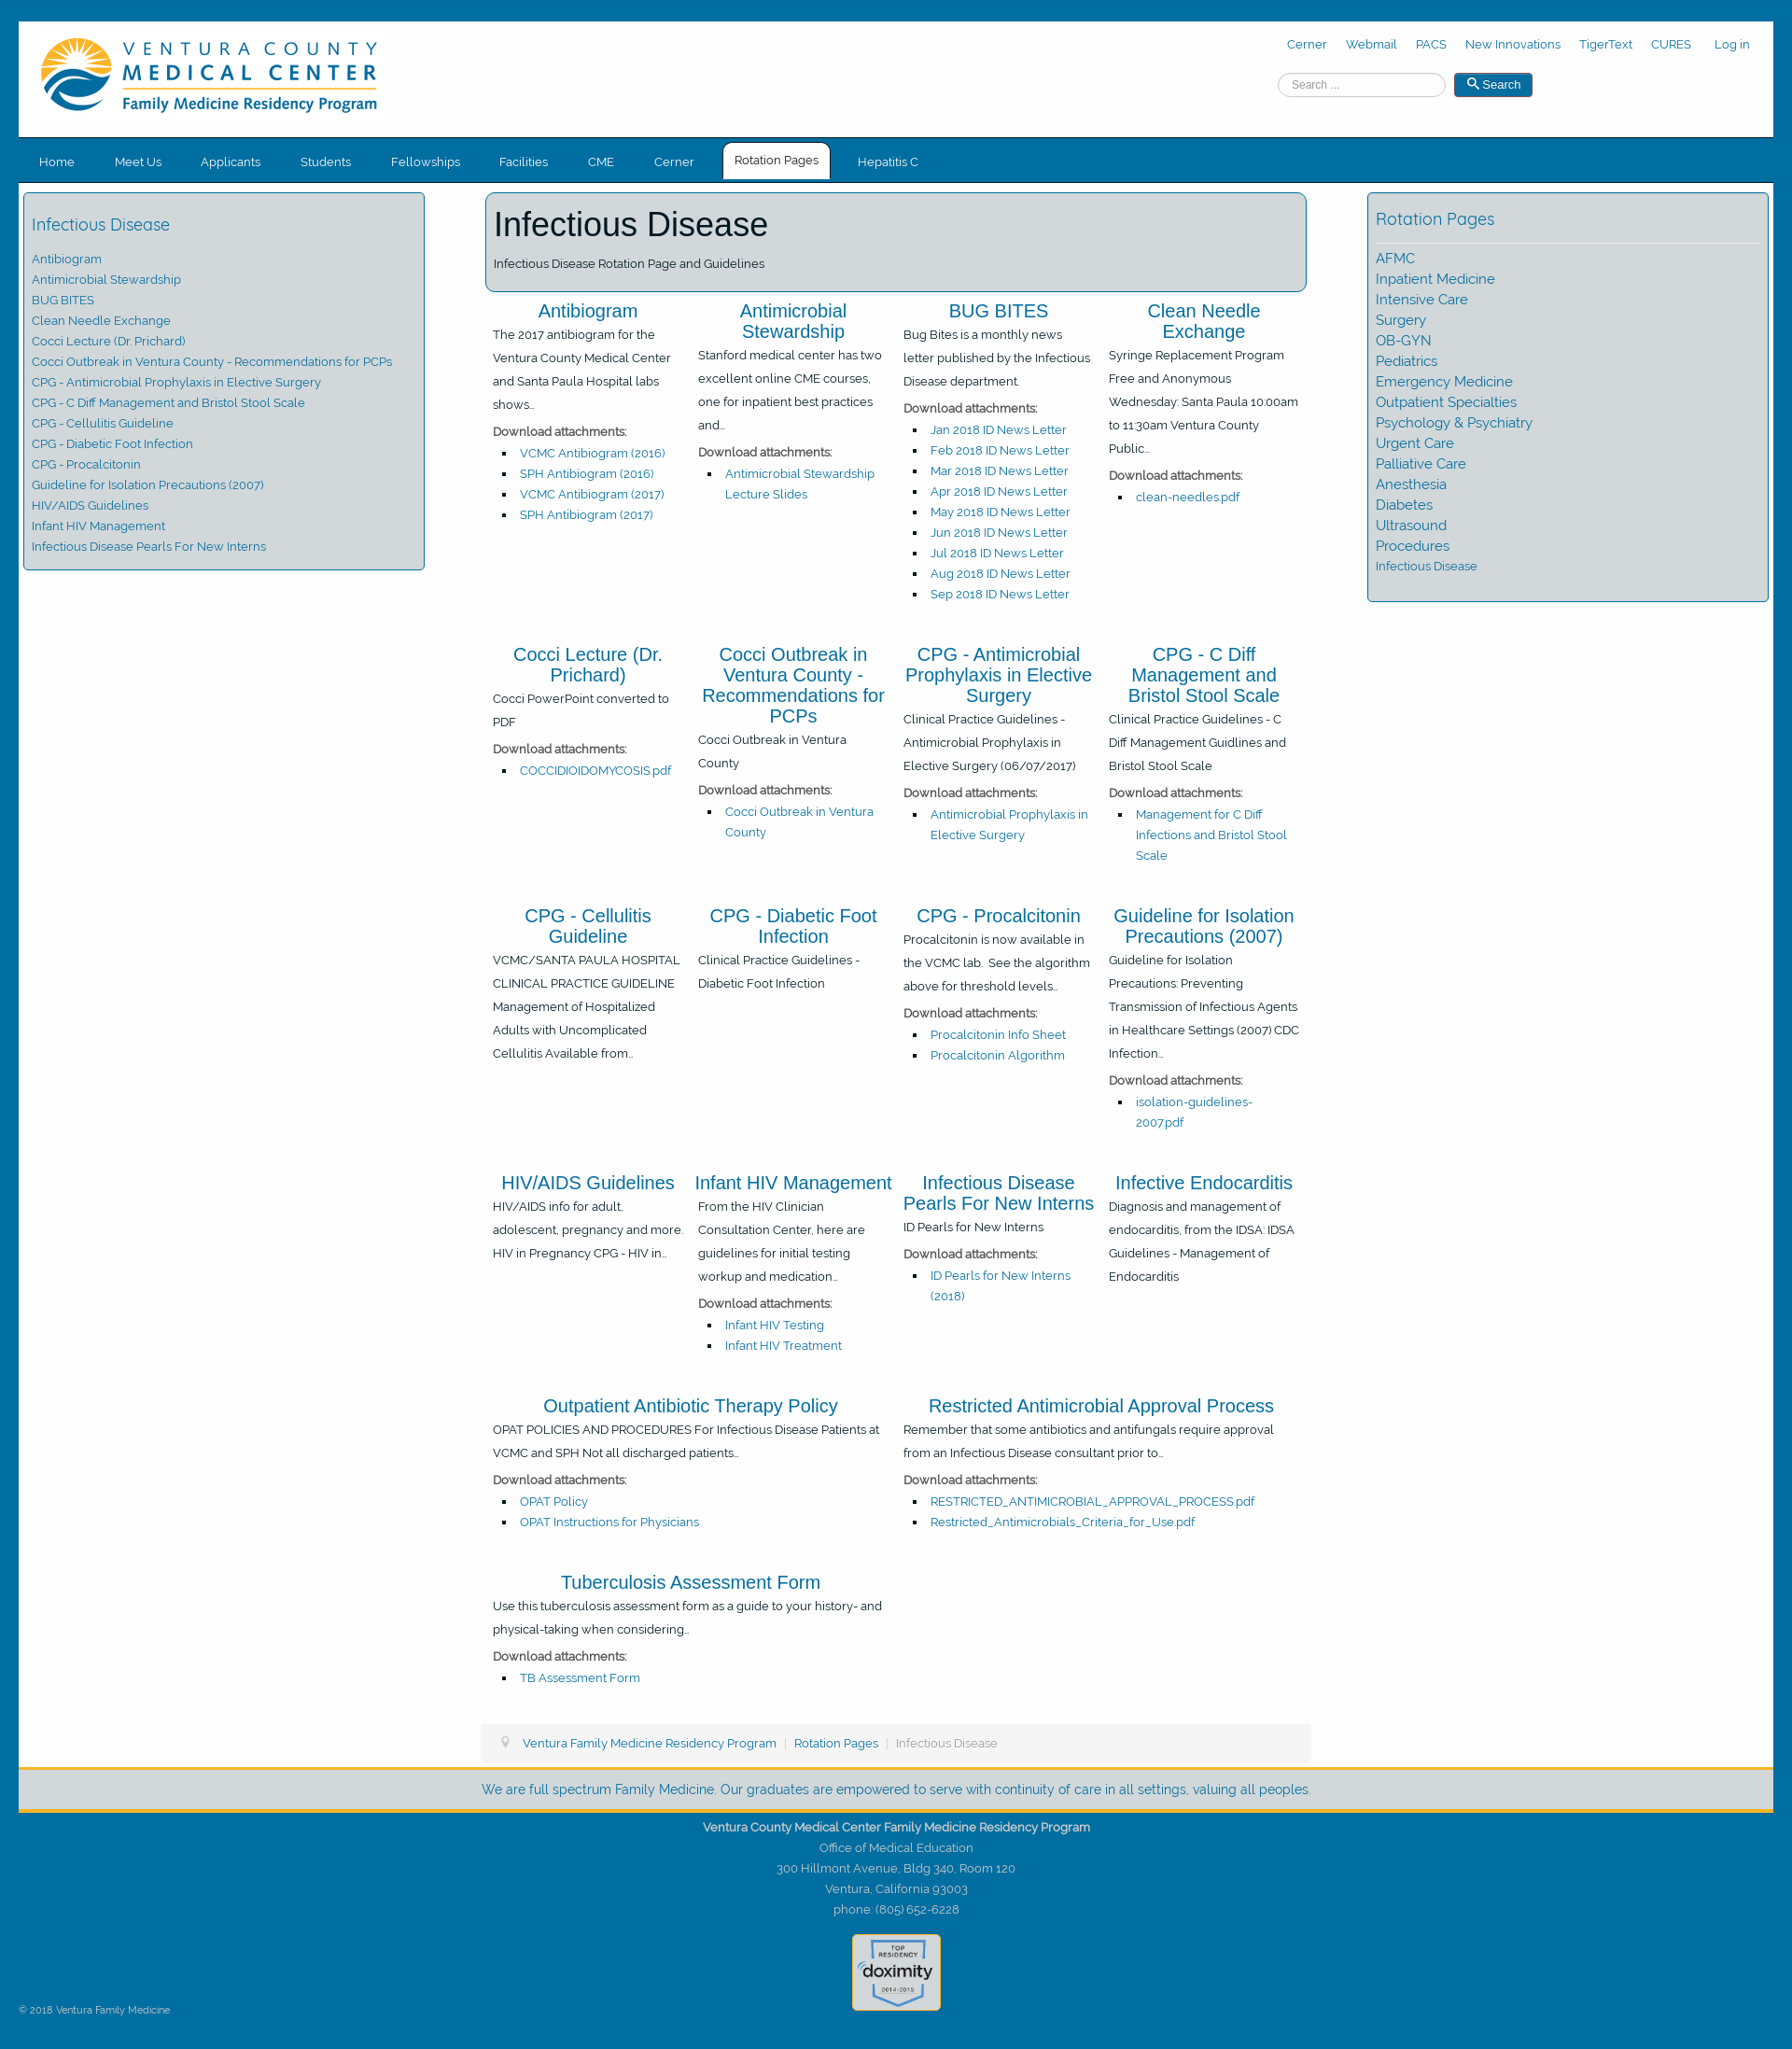 VENTURA COUNTY
MEDICAL CENTER
Family Medicine Residency Program
Cerner Webmail PACS New Innovations TigerText CURES Log in
Search ... Search
Home Meet Us Applicants Students Fellowships Facilities CME Cerner Rotation Pages Hepatitis C
Infectious Disease
Antibiogram
Antimicrobial Stewardship
BUG BITES
Clean Needle Exchange
Cocci Lecture (Dr. Prichard)
Cocci Outbreak in Ventura County - Recommendations for PCPs
CPG - Antimicrobial Prophylaxis in Elective Surgery
CPG - C Diff Management and Bristol Stool Scale
CPG - Cellulitis Guideline
CPG - Diabetic Foot Infection
CPG - Procalcitonin
Guideline for Isolation Precautions (2007)
HIV/AIDS Guidelines
Infant HIV Management
Infectious Disease Pearls For New Interns
Infectious Disease
Infectious Disease Rotation Page and Guidelines
Antibiogram
The 2017 antibiogram for the
Ventura County Medical Center
and Santa Paula Hospital labs
shows...
Download attachments:
VCMC Antibiogram (2016)
SPH Antibiogram (2016)
VCMC Antibiogram (2017)
SPH Antibiogram (2017)
Antimicrobial
Stewardship
Stanford medical center has two
excellent online CME courses,
one for inpatient best practices
and...
Download attachments:
Antimicrobial Stewardship
Lecture Slides
BUG BITES
Bug Bites is a monthly news
letter published by the Infectious
Disease department.
Download attachments:
Jan 2018 ID News Letter
Feb 2018 ID News Letter
Mar 2018 ID News Letter
Apr 2018 ID News Letter
May 2018 ID News Letter
Jun 2018 ID News Letter
Jul 2018 ID News Letter
Aug 2018 ID News Letter
Sep 2018 ID News Letter
Clean Needle
Exchange
Syringe Replacement Program
Free and Anonymous
Wednesday: Santa Paula 10:00am
to 11:30am Ventura County
Public...
Download attachments:
clean-needles.pdf
Cocci Lecture (Dr.
Prichard)
Cocci PowerPoint converted to
PDF
Download attachments:
COCCIDIOIDOMYCOSIS.pdf
Cocci Outbreak in
Ventura County -
Recommendations for
PCPs
Cocci Outbreak in Ventura
County
Download attachments:
Cocci Outbreak in Ventura
County
CPG - Antimicrobial
Prophylaxis in Elective
Surgery
Clinical Practice Guidelines -
Antimicrobial Prophylaxis in
Elective Surgery (06/07/2017)
Download attachments:
Antimicrobial Prophylaxis in
Elective Surgery
CPG - C Diff
Management and
Bristol Stool Scale
Clinical Practice Guidelines - C
Diff Management Guidlines and
Bristol Stool Scale
Download attachments:
Management for C Diff
Infections and Bristol Stool
Scale
CPG - Cellulitis
Guideline
VCMC/SANTA PAULA HOSPITAL
CLINICAL PRACTICE GUIDELINE
Management of Hospitalized
Adults with Uncomplicated
Cellulitis Available from...
CPG - Diabetic Foot
Infection
Clinical Practice Guidelines -
Diabetic Foot Infection
CPG - Procalcitonin
Procalcitonin is now available in
the VCMC lab. See the algorithm
above for threshold levels...
Download attachments:
Procalcitonin Info Sheet
Procalcitonin Algorithm
Guideline for Isolation
Precautions (2007)
Guideline for Isolation
Precautions: Preventing
Transmission of Infectious Agents
in Healthcare Settings (2007) CDC
Infection...
Download attachments:
isolation-guidelines-
2007.pdf
HIV/AIDS Guidelines
HIV/AIDS info for adult,
adolescent, pregnancy and more.
HIV in Pregnancy CPG - HIV in...
Infant HIV Management
From the HIV Clinician
Consultation Center, here are
guidelines for initial testing
workup and medication...
Download attachments:
Infant HIV Testing
Infant HIV Treatment
Infectious Disease
Pearls For New Interns
ID Pearls for New Interns
Download attachments:
ID Pearls for New Interns
(2018)
Infective Endocarditis
Diagnosis and management of
endocarditis, from the IDSA: IDSA
Guidelines - Management of
Endocarditis
Outpatient Antibiotic Therapy Policy
OPAT POLICIES AND PROCEDURES For Infectious Disease Patients at
VCMC and SPH Not all discharged patients...
Download attachments:
OPAT Policy
OPAT Instructions for Physicians
Restricted Antimicrobial Approval Process
Remember that some antibiotics and antifungals require approval
from an Infectious Disease consultant prior to...
Download attachments:
RESTRICTED_ANTIMICROBIAL_APPROVAL_PROCESS.pdf
Restricted_Antimicrobials_Criteria_for_Use.pdf
Tuberculosis Assessment Form
Use this tuberculosis assessment form as a guide to your history- and
physical-taking when considering...
Download attachments:
TB Assessment Form
Rotation Pages
AFMC
Inpatient Medicine
Intensive Care
Surgery
OB-GYN
Pediatrics
Emergency Medicine
Outpatient Specialties
Psychology & Psychiatry
Urgent Care
Palliative Care
Anesthesia
Diabetes
Ultrasound
Procedures
Infectious Disease
Ventura Family Medicine Residency Program | Rotation Pages | Infectious Disease
We are full spectrum Family Medicine. Our graduates are empowered to serve with continuity of care in all settings, valuing all peoples.
Ventura County Medical Center Family Medicine Residency Program
Office of Medical Education
300 Hillmont Avenue, Bldg 340, Room 120
Ventura, California 93003
phone: (805) 652-6228
TOP
RESIDENCY
doximity
2014-2015
© 2018 Ventura Family Medicine